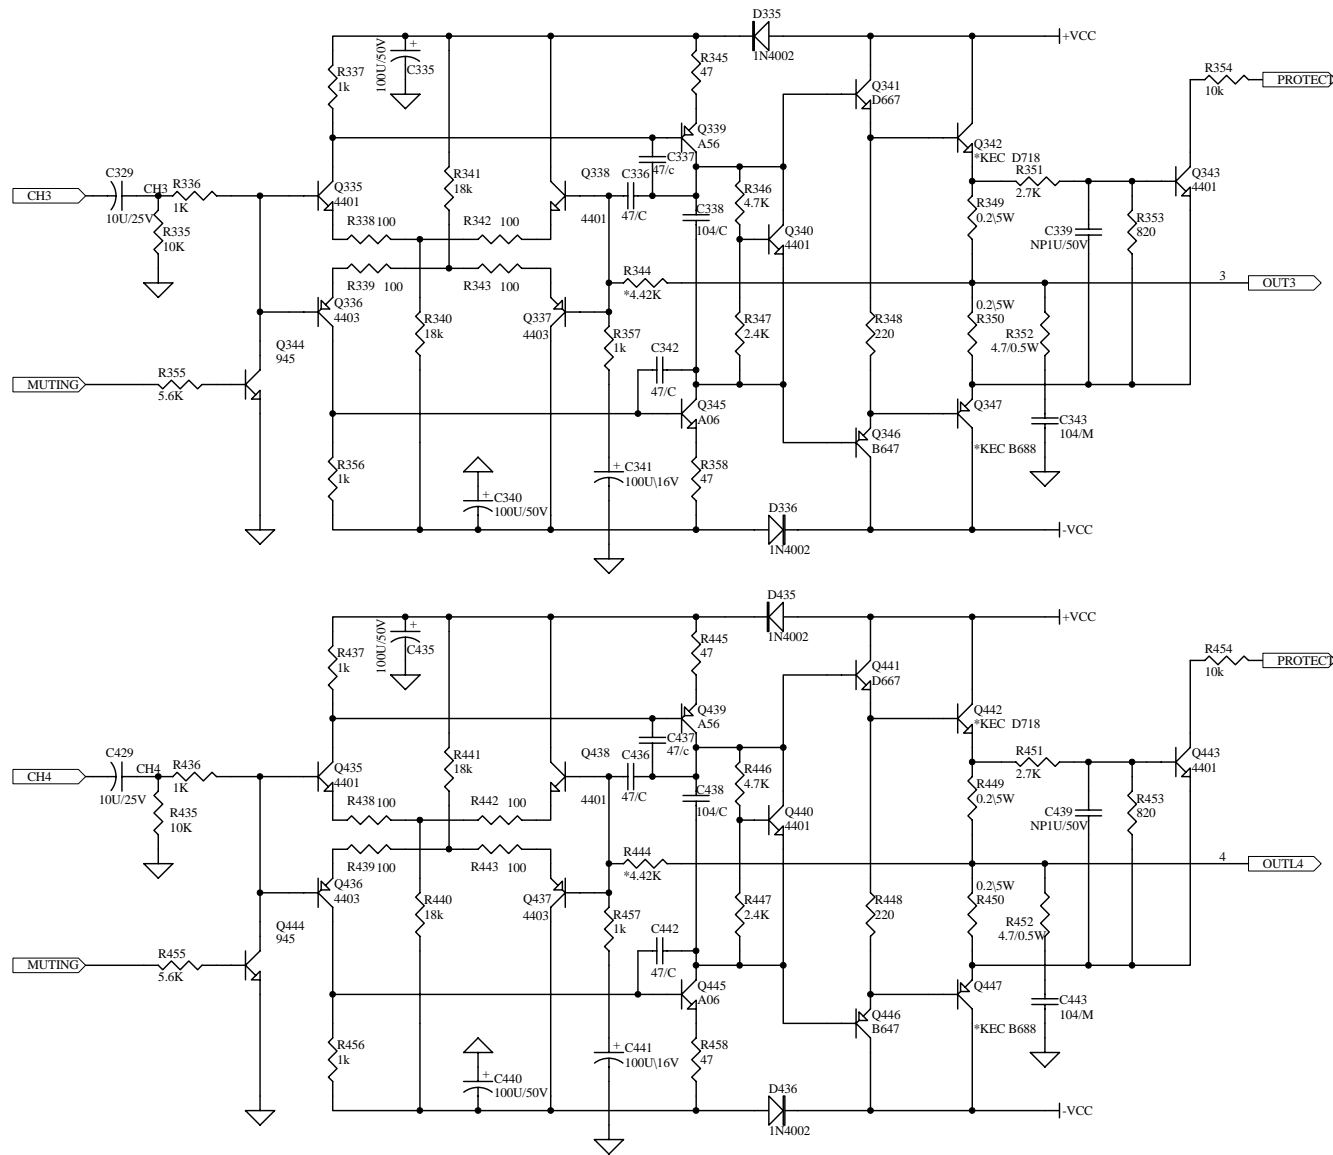 D335
1N4002
+VCC
100U/50V
+
C335
R337
1k
R345
47
Q341
D667
R354
10k
PROTECT
Q339
A56
Q342
*KEC D718
C337
47/c
C329
10U/25V
CH3
CH3
R336
1K
R335
10K
Q335
4401
R341
18k
Q338
4401
C336
47/C
C338
104/C
R346
4.7K
R351
2.7K
Q343
4401
R338 100
R342 100
Q340
4401
R349
0.2\5W
C339
NP1U/50V
R353
820
R339 100
R343 100
R344
*4.42K
3
OUT3
Q336
4403
R340
18k
Q337
4403
R357
1k
R347
2.4K
R348
220
0.2\5W
R350
R352
4.7/0.5W
Q344
945
MUTING
R355
5.6K
C342
47/C
Q345
A06
Q347
*KEC B688
C343
104/M
Q346
B647
R356
1k
+
C340
100U/50V
+
C341
100U\16V
R358
47
D336
1N4002
-VCC
D435
1N4002
+VCC
100U/50V
+
C435
R437
1k
R445
47
Q441
D667
R454
10k
PROTECT
Q439
A56
Q442
*KEC D718
C437
47/c
C429
10U/25V
CH4
CH4
R436
1K
R435
10K
Q435
4401
R441
18k
Q438
4401
C436
47/C
C438
104/C
R446
4.7K
R451
2.7K
Q443
4401
R438 100
R442 100
Q440
4401
R449
0.2\5W
C439
NP1U/50V
R453
820
R439 100
R443 100
R444
*4.42K
4
OUTL4
Q436
4403
R440
18k
Q437
4403
R457
1k
R447
2.4K
R448
220
0.2\5W
R450
R452
4.7/0.5W
Q444
945
MUTING
R455
5.6K
C442
47/C
Q445
A06
Q447
*KEC B688
C443
104/M
Q446
B647
R456
1k
+
C440
100U/50V
+
C441
100U\16V
R458
47
D436
1N4002
-VCC